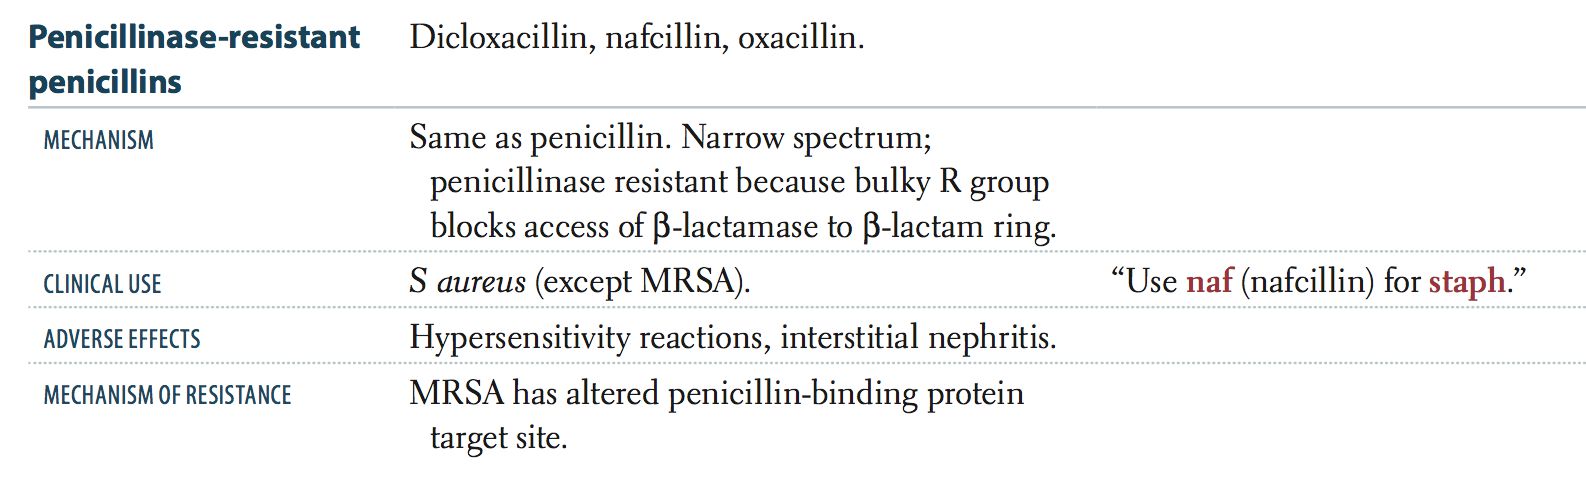 Penicillinase-resistant
penicillins
Dicloxacillin, nafcillin, oxacillin.
MECHANISM
Same as penicillin. Narrow spectrum;
penicillinase resistant because bulky R group
blocks access of β-lactamase to β-lactam ring.
CLINICAL USE
S aureus (except MRSA).
“Use naf (nafcillin) for staph.”
ADVERSE EFFECTS
Hypersensitivity reactions, interstitial nephritis.
MECHANISM OF RESISTANCE
MRSA has altered penicillin-binding protein
target site.